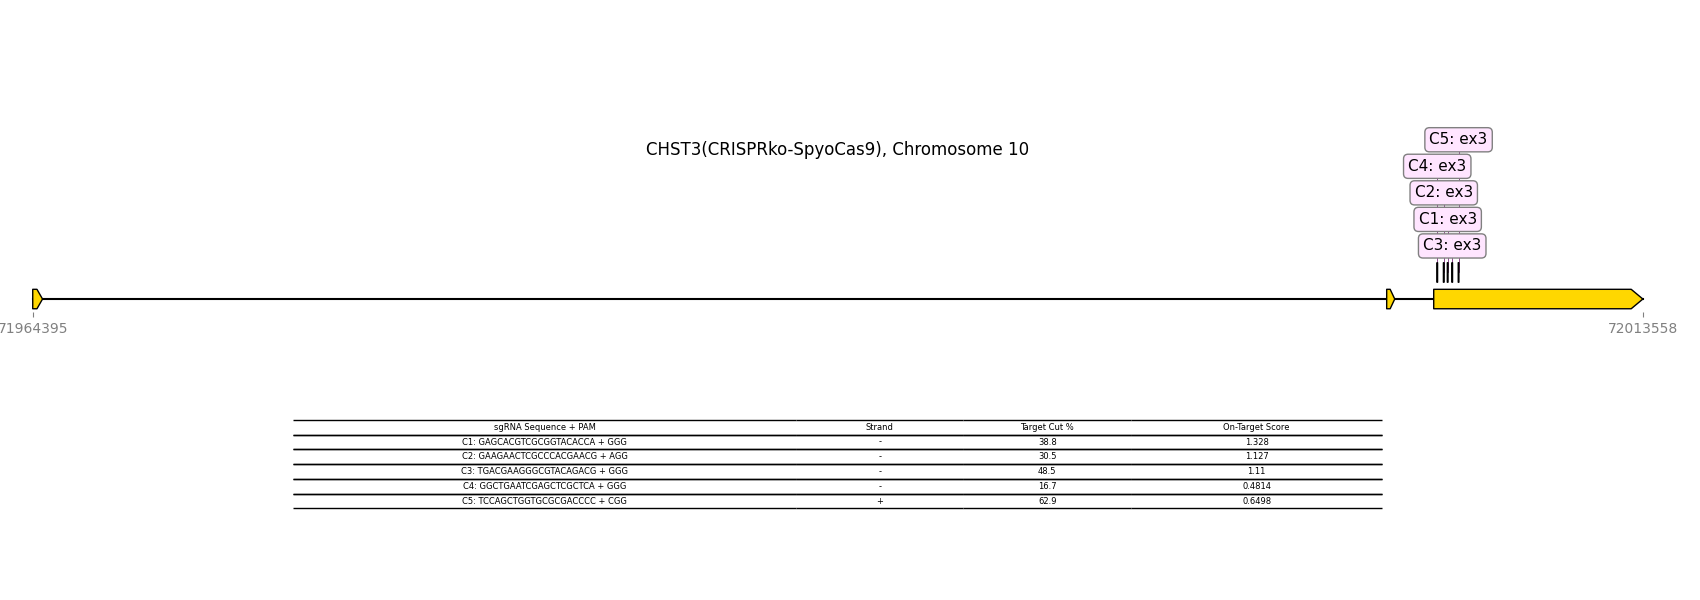 CHST3(CRISPRko-SpyoCas9), Chromosome 10
C5: ex3
C4: ex3
C2: ex3
C1: ex3
C3: ex3
71964395
72013558
sgRNA Sequence + PAM Strand Target Cut % On-Target Score
C1: GAGCACGTCGCGGTACACCA + GGG - 38.8 1.328
C2: GAAGAACTCGCCCACGAACG + AGG - 30.5 1.127
C3: TGACGAAGGGCGTACAGACG + GGG - 48.5 1.11
C4: GGCTGAATCGAGCTCGCTCA + GGG - 16.7 0.4814
C5: TCCAGCTGGTGCGCGACCCC + CGG + 62.9 0.6498